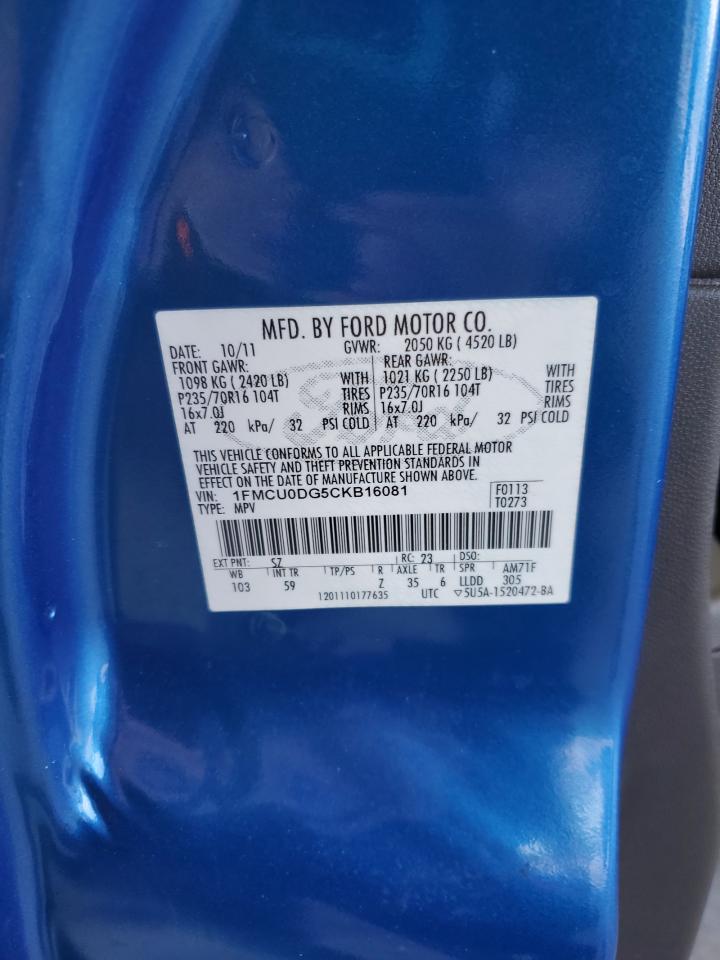 MFD. BY FORD MOTOR CO.
DATE: 10/11 GVWR: 2050 KG ( 4520 LB)
FRONT GAWR: REAR GAWR:
1098 KG ( 2420 LB) WITH 1021 KG ( 2250 LB) WITH
P235/70R16 104T TIRES P235/70R16 104T TIRES
16x7.0J RIMS 16x7.0J RIMS
AT 220 kPa/ 32 PSI COLD AT 220 kPa/ 32 PSI COLD
Ford
THIS VEHICLE CONFORMS TO ALL APPLICABLE FEDERAL MOTOR
VEHICLE SAFETY AND THEFT PREVENTION STANDARDS IN
EFFECT ON THE DATE OF MANUFACTURE SHOWN ABOVE.
VIN: 1FMCU0DG5CKB16081 F0113
TYPE: MPV T0273
EXT PNT: SZ RC: 23 DSO:
WB INT TR TP/PS R AXLE TR SPR AM71F
103 59 Z 35 6 LLDD 305
1201110177635 UTC ▽5U5A-1520472-BA